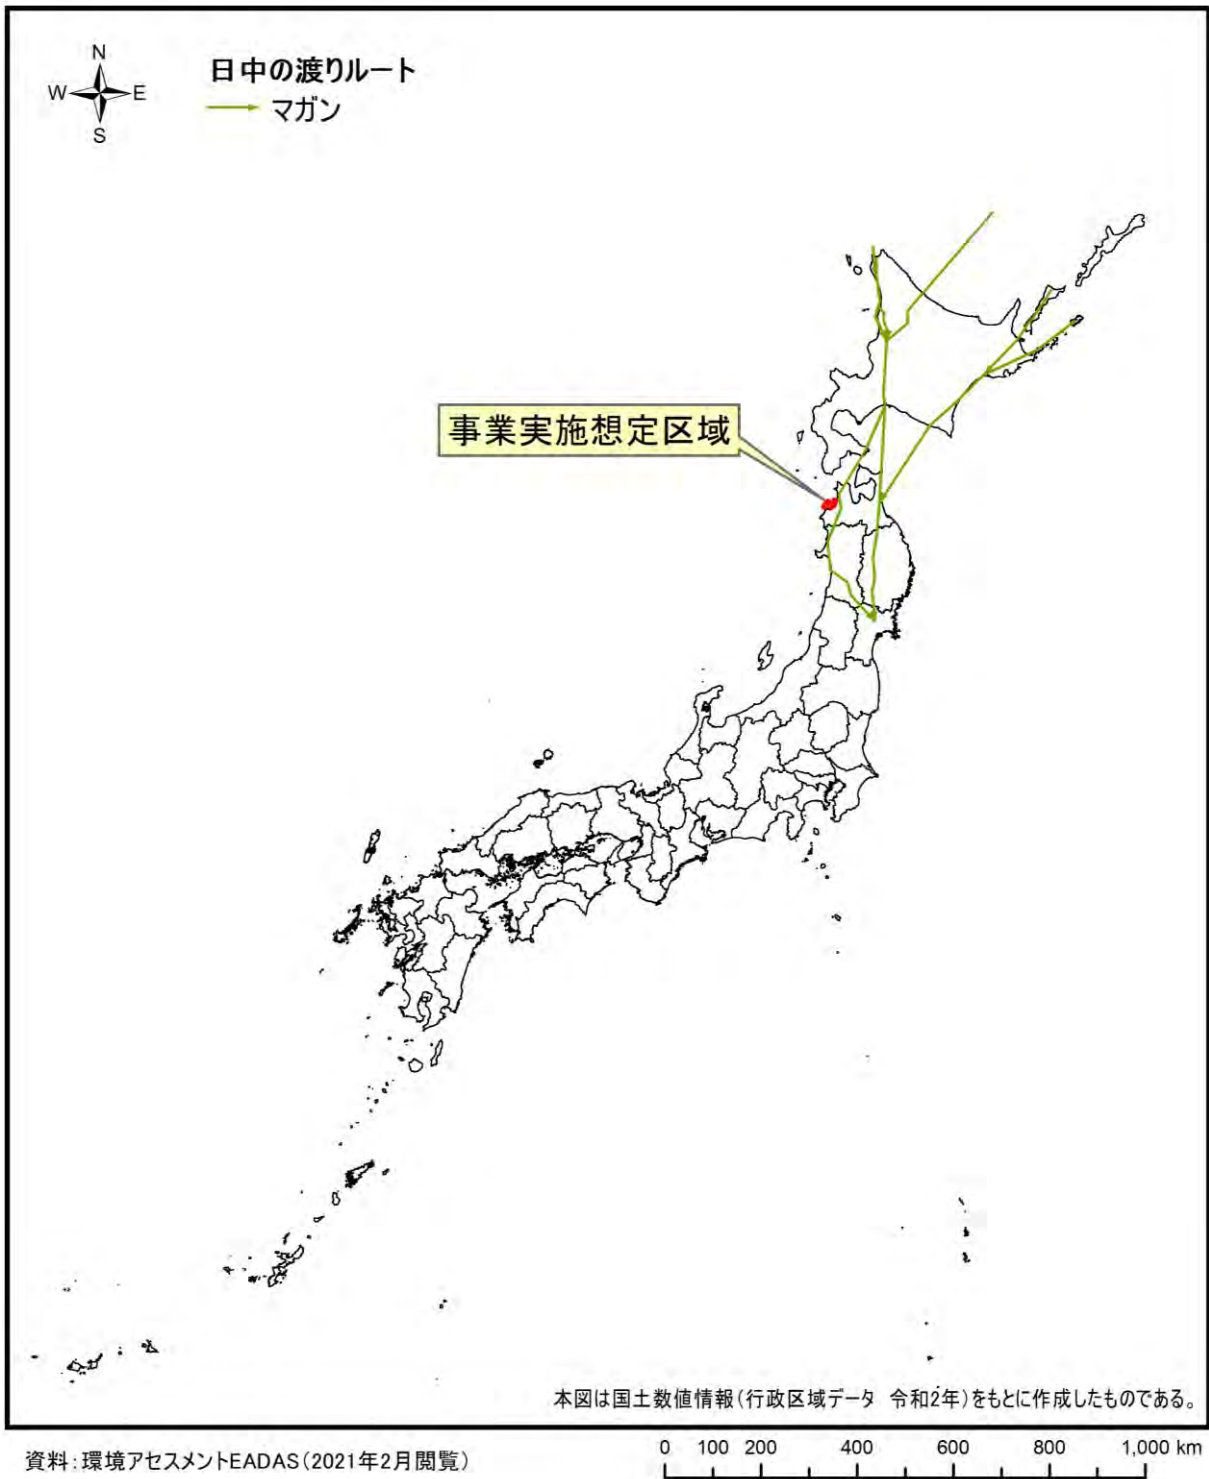 N
日中の渡りルート
W E
マガン
S
事業実施想定区域
本図は国土数値情報(行政区域データ 令和2年)をもとに作成したものである。
資料:環境アセスメントEADAS(2021年2月閲覧)
0 100 200 400 600 800 1,000 km